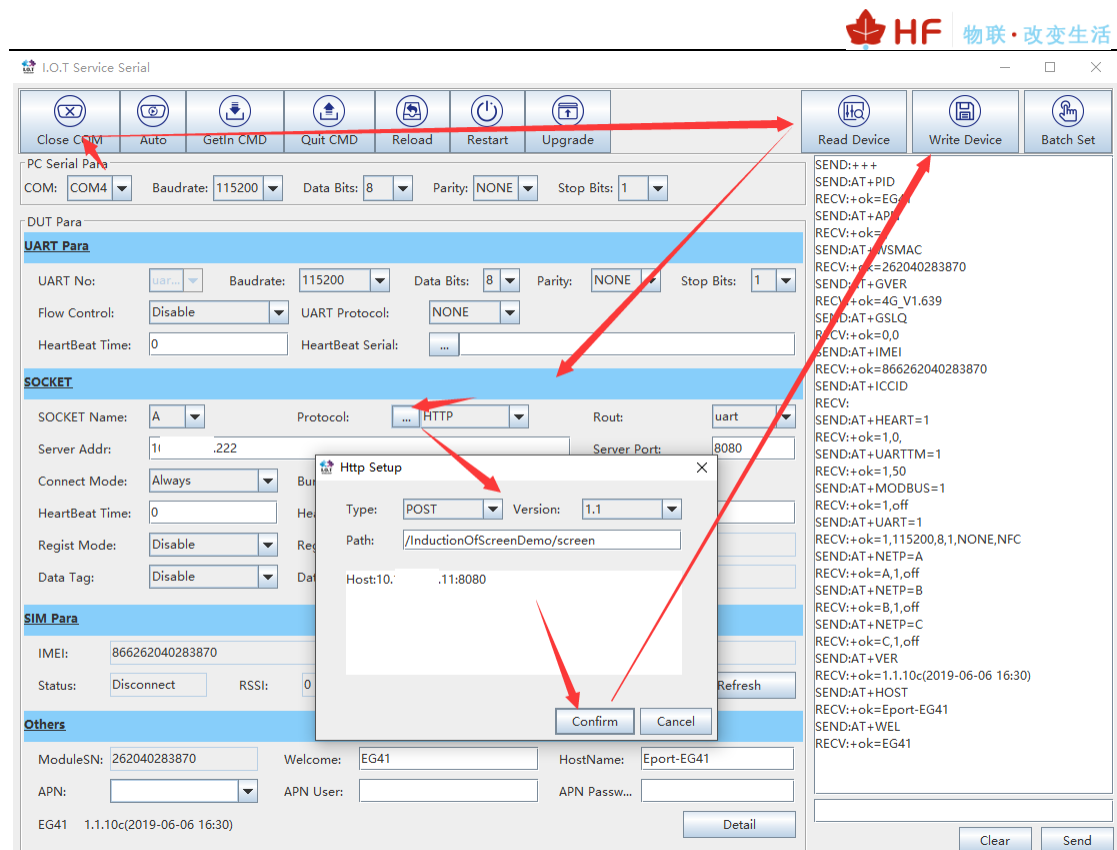 HF 物联·改变生活
I.O.T Service Serial
Close COM Auto GetIn CMD Quit CMD Reload Restart Upgrade Read Device Write Device Batch Set
PC Serial Para
COM: COM4 Baudrate: 115200 Data Bits: 8 Parity: NONE Stop Bits: 1
DUT Para
UART Para
UART No: uar... Baudrate: 115200 Data Bits: 8 Parity: NONE Stop Bits: 1
Flow Control: Disable UART Protocol: NONE
HeartBeat Time: 0 HeartBeat Serial: ...
SOCKET
SOCKET Name: A Protocol: ... HTTP Rout: uart
Server Addr: .222 Server Port: 8080
Connect Mode: Always
HeartBeat Time: 0
Regist Mode: Disable
Data Tag: Disable
SIM Para
IMEI: 866262040283870
Status: Disconnect RSSI: 0 Refresh
Others
ModuleSN: 262040283870 Welcome: EG41 HostName: Eport-EG41
APN: APN User: APN Passw...
EG41 1.1.10c(2019-06-06 16:30) Detail
Http Setup
Type: POST Version: 1.1
Path: /InductionOfScreenDemo/screen
Host:10. .11:8080
Confirm Cancel
SEND:+++
SEND:AT+PID
RECV:+ok=EG41
SEND:AT+APN
RECV:+ok=
SEND:AT+WSMAC
RECV:+ok=262040283870
SEND:AT+GVER
RECV:+ok=4G_V1.639
SEND:AT+GSLQ
RECV:+ok=0,0
SEND:AT+IMEI
RECV:+ok=866262040283870
SEND:AT+ICCID
RECV:
SEND:AT+HEART=1
RECV:+ok=1,0,
SEND:AT+UARTTM=1
RECV:+ok=1,50
SEND:AT+MODBUS=1
RECV:+ok=1,off
SEND:AT+UART=1
RECV:+ok=1,115200,8,1,NONE,NFC
SEND:AT+NETP=A
RECV:+ok=A,1,off
SEND:AT+NETP=B
RECV:+ok=B,1,off
SEND:AT+NETP=C
RECV:+ok=C,1,off
SEND:AT+VER
RECV:+ok=1.1.10c(2019-06-06 16:30)
SEND:AT+HOST
RECV:+ok=Eport-EG41
SEND:AT+WEL
RECV:+ok=EG41
Clear Send